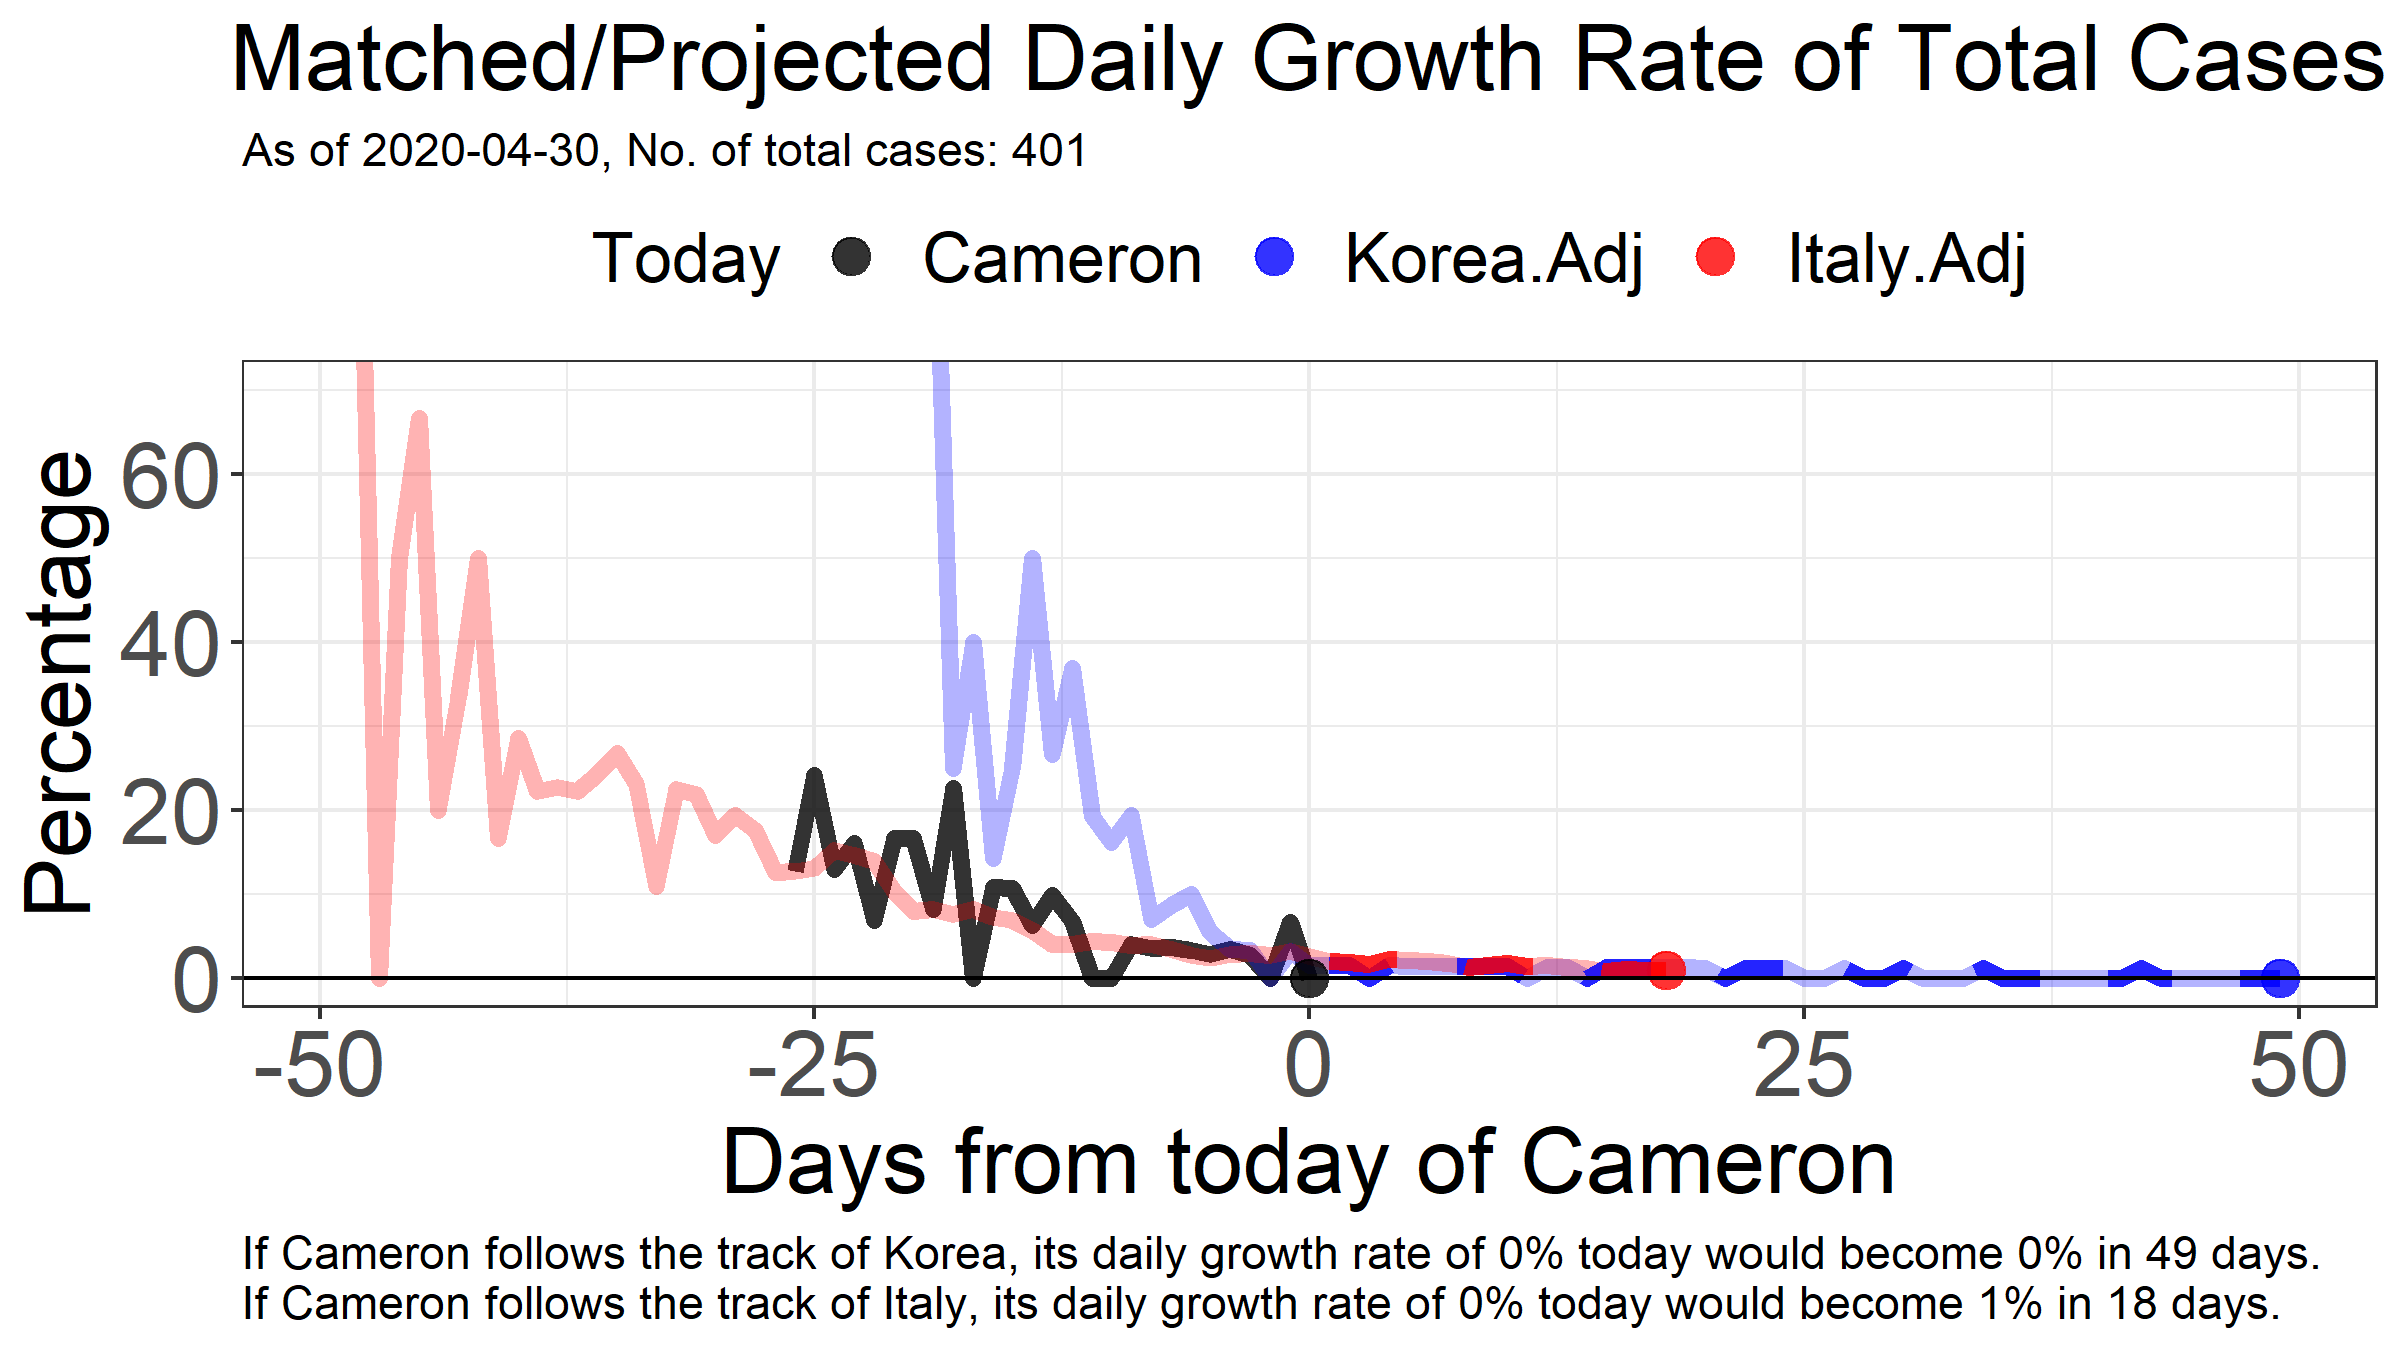 Matched/Projected Daily Growth Rate of Total Cases
As of 2020-04-30, No. of total cases: 401
Today Cameron Korea.Adj Italy.Adj
Percentage
60
40
20
0
-50 -25 0 25 50
Days from today of Cameron
If Cameron follows the track of Korea, its daily growth rate of 0% today would become 0% in 49 days.
If Cameron follows the track of Italy, its daily growth rate of 0% today would become 1% in 18 days.